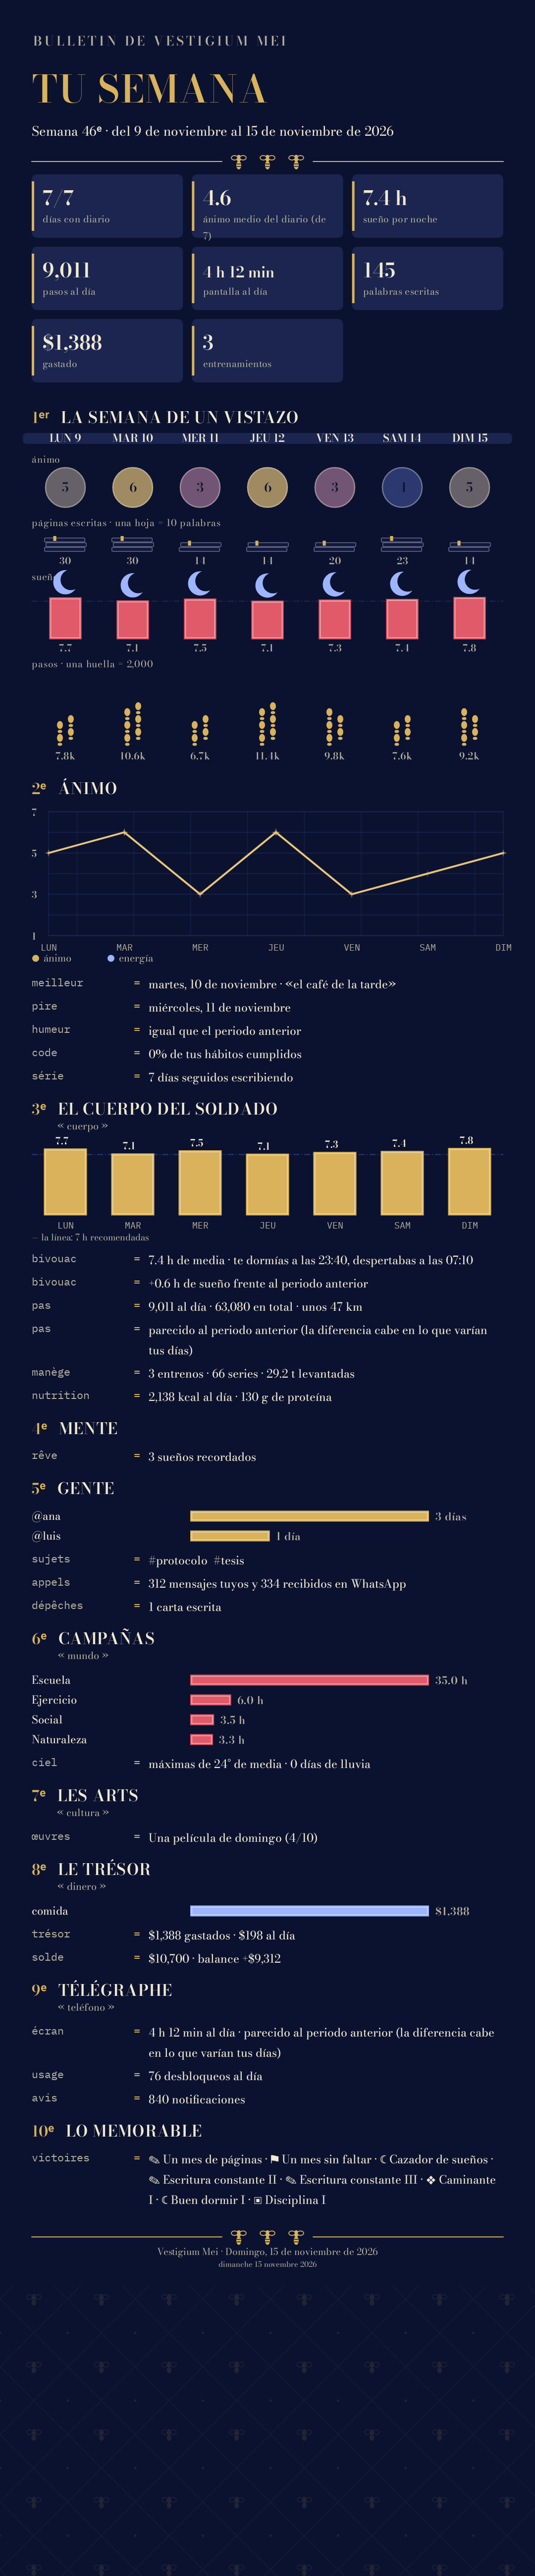 BULLETIN DE VESTIGIUM MEI
TU SEMANA
Semana 46ᵉ · del 9 de noviembre al 15 de noviembre de 2026
7/7
días con diario
4.6
ánimo medio del diario (de
7)
7.4 h
sueño por noche
9,011
pasos al día
4 h 12 min
pantalla al día
145
palabras escritas
$1,388
gastado
3
entrenamientos
1ᵉʳ LA SEMANA DE UN VISTAZO
LUN 9 MAR 10 MER 11 JEU 12 VEN 13 SAM 14 DIM 15
ánimo
5 6 3 6 3 4 5
páginas escritas · una hoja = 10 palabras
30 30 14 14 20 23 14
sueñ
7.7 7.1 7.5 7.1 7.3 7.4 7.8
pasos · una huella = 2,000
7.8k 10.6k 6.7k 11.4k 9.8k 7.6k 9.2k
2ᵉ ÁNIMO
7
5
3
1
LUN MAR MER JEU VEN SAM DIM
ánimo energía
meilleur = martes, 10 de noviembre · «el café de la tarde»
pire = miércoles, 11 de noviembre
humeur = igual que el periodo anterior
code = 0% de tus hábitos cumplidos
série = 7 días seguidos escribiendo
3ᵉ EL CUERPO DEL SOLDADO
« cuerpo »
7.7 7.1 7.5 7.1 7.3 7.4 7.8
LUN MAR MER JEU VEN SAM DIM
— la línea: 7 h recomendadas
bivouac = 7.4 h de media · te dormías a las 23:40, despertabas a las 07:10
bivouac = +0.6 h de sueño frente al periodo anterior
pas = 9,011 al día · 63,080 en total · unos 47 km
pas = parecido al periodo anterior (la diferencia cabe en lo que varían
tus días)
manège = 3 entrenos · 66 series · 29.2 t levantadas
nutrition = 2,138 kcal al día · 130 g de proteína
4ᵉ MENTE
rêve = 3 sueños recordados
5ᵉ GENTE
@ana 3 días
@luis 1 día
sujets = #protocolo #tesis
appels = 312 mensajes tuyos y 334 recibidos en WhatsApp
dépêches = 1 carta escrita
6ᵉ CAMPAÑAS
« mundo »
Escuela 35.0 h
Ejercicio 6.0 h
Social 3.5 h
Naturaleza 3.3 h
ciel = máximas de 24° de media · 0 días de lluvia
7ᵉ LES ARTS
« cultura »
œuvres = Una película de domingo (4/10)
8ᵉ LE TRÉSOR
« dinero »
comida $1,388
trésor = $1,388 gastados · $198 al día
solde = $10,700 · balance +$9,312
9ᵉ TÉLÉGRAPHE
« teléfono »
écran = 4 h 12 min al día · parecido al periodo anterior (la diferencia cabe
en lo que varían tus días)
usage = 76 desbloqueos al día
avis = 840 notificaciones
10ᵉ LO MEMORABLE
victoires = ✎ Un mes de páginas · ⚑ Un mes sin faltar · ☾ Cazador de sueños ·
✎ Escritura constante II · ✎ Escritura constante III · ❖ Caminante
I · ☾ Buen dormir I · ▣ Disciplina I
Vestigium Mei · Domingo, 15 de noviembre de 2026
dimanche 15 novembre 2026